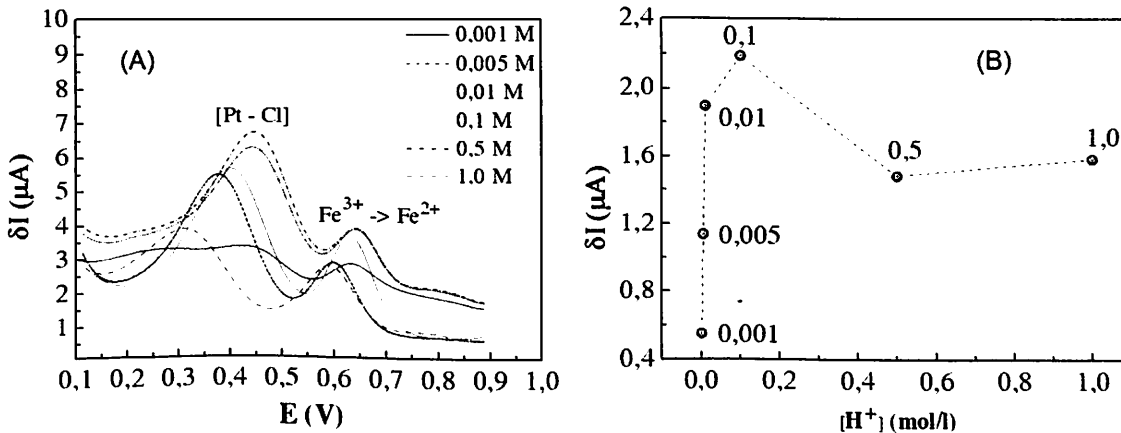 (A)
[Pt - Cl]
Fe³⁺ -> Fe²⁺
0,001 M
0,005 M
0,01 M
0,1 M
0,5 M
1.0 M
10
9
8
7
6
5
4
3
2
1
δI (µA)
0,1 0,2 0,3 0,4 0,5 0,6 0,7 0,8 0,9 1,0
E (V)
(B)
2,4
2.0
1.6
1.2
0,8
0.4
δI (µA)
0,1
0,01
0,005
0,001
0,5
1,0
0,0 0,2 0,4 0,6 0,8 1.0
[H⁺] (mol/l)